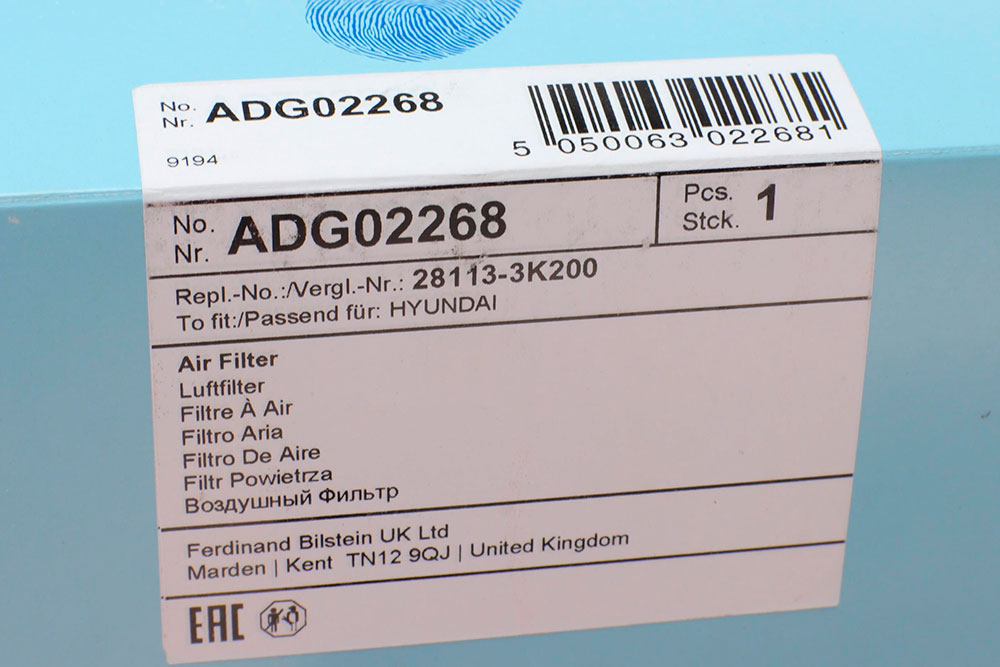 No. ADG02268
Nr.
9194
5 050063 022681
No. ADG02268
Nr.
Pcs. 1
Stck.
Repl.-No.:/Vergl.-Nr.: 28113-3K200
To fit:/Passend für: HYUNDAI
Air Filter
Luftfilter
Filtre À Air
Filtro Aria
Filtro De Aire
Filtr Powietrza
Воздушный Фильтр
Ferdinand Bilstein UK Ltd
Marden | Kent TN12 9QJ | United Kingdom
EAC